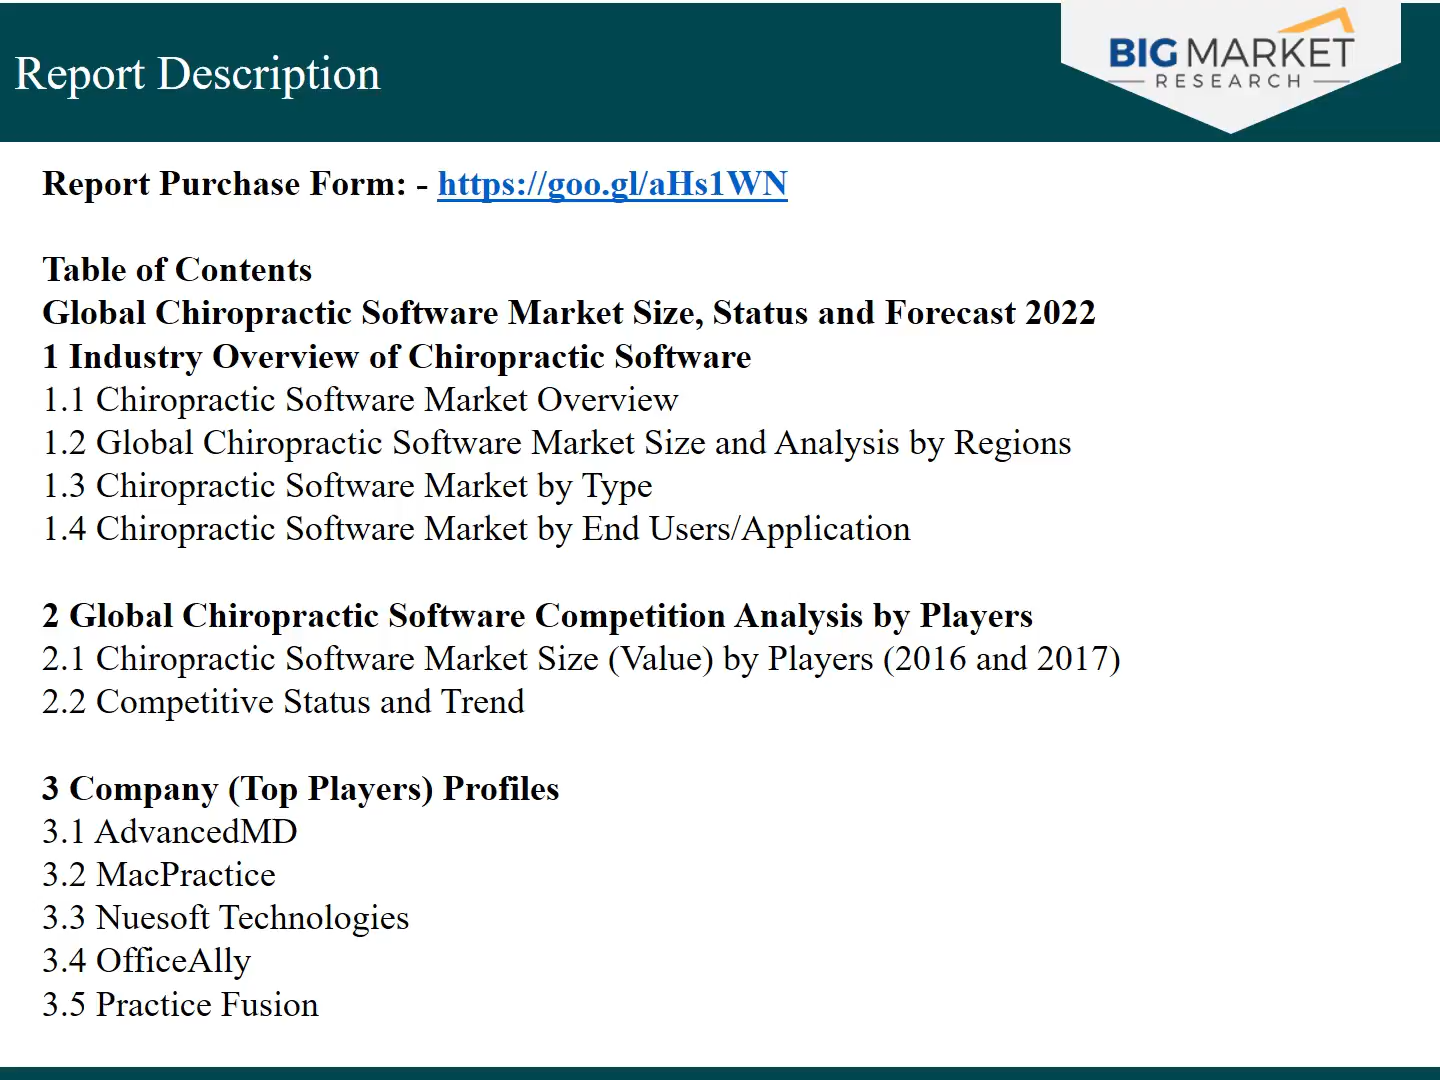 Report Description
BIG MARKET
RESEARCH
Report Purchase Form: - https://goo.gl/aHs1WN
Table of Contents
Global Chiropractic Software Market Size, Status and Forecast 2022
1 Industry Overview of Chiropractic Software
1.1 Chiropractic Software Market Overview
1.2 Global Chiropractic Software Market Size and Analysis by Regions
1.3 Chiropractic Software Market by Type
1.4 Chiropractic Software Market by End Users/Application
2 Global Chiropractic Software Competition Analysis by Players
2.1 Chiropractic Software Market Size (Value) by Players (2016 and 2017)
2.2 Competitive Status and Trend
3 Company (Top Players) Profiles
3.1 AdvancedMD
3.2 MacPractice
3.3 Nuesoft Technologies
3.4 OfficeAlly
3.5 Practice Fusion